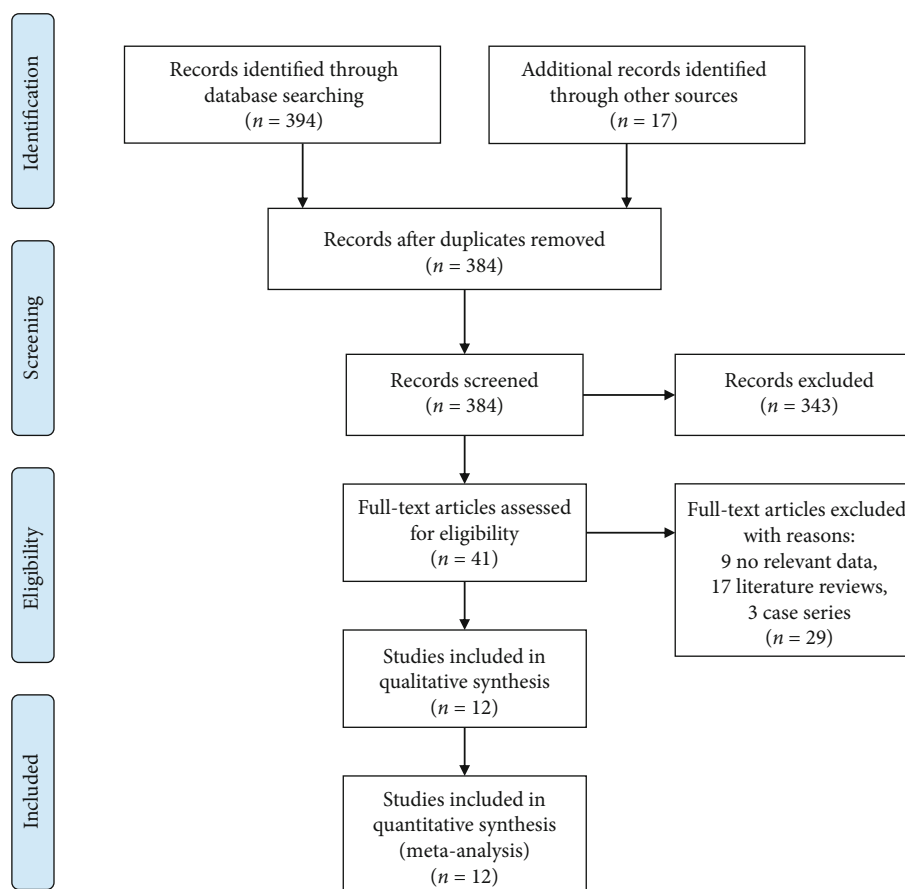 Identification
Records identified through
database searching
(n = 394)
Additional records identified
through other sources
(n = 17)
Records after duplicates removed
(n = 384)
Screening
Records screened
(n = 384)
Records excluded
(n = 343)
Eligibility
Full-text articles assessed
for eligibility
(n = 41)
Full-text articles excluded
with reasons:
9 no relevant data,
17 literature reviews,
3 case series
(n = 29)
Studies included in
qualitative synthesis
(n = 12)
Included
Studies included in
quantitative synthesis
(meta-analysis)
(n = 12)